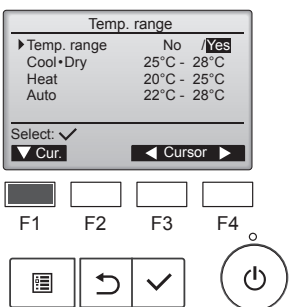 Temp. range
Temp. range No / Yes
Cool•Dry 25°C - 28°C
Heat 20°C - 25°C
Auto 22°C - 28°C
Select: ✓
▼ Cur. ◀ Cursor ▶
F1 F2 F3 F4